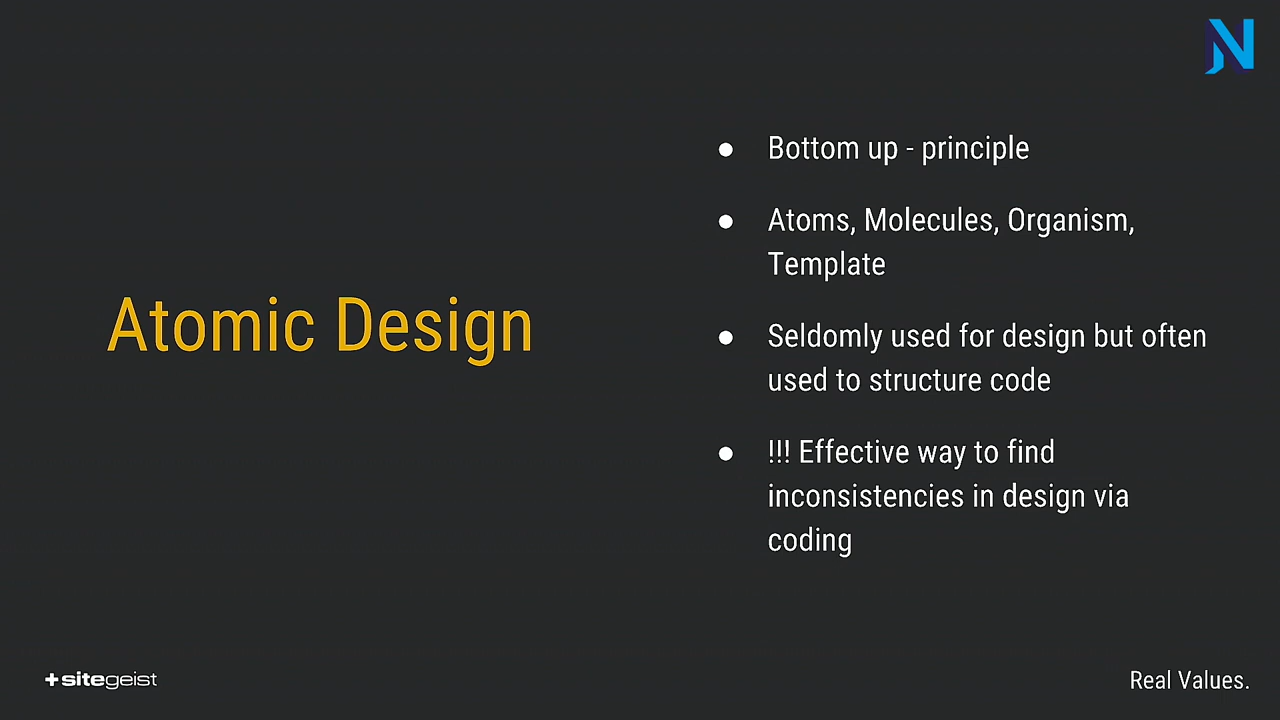 Atomic Design
● Bottom up - principle
● Atoms, Molecules, Organism,
Template
● Seldomly used for design but often
used to structure code
● !!! Effective way to find
inconsistencies in design via
coding
+sitegeist
Real Values.